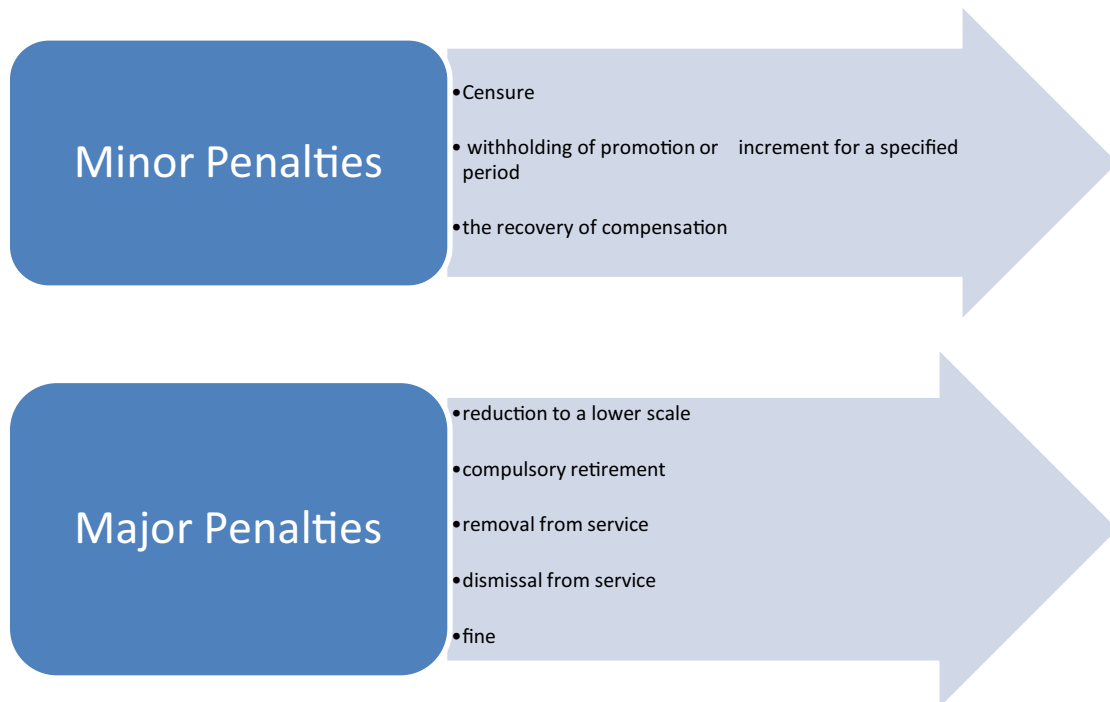 Minor Penalties
•Censure
• withholding of promotion or    increment for a specified
period
•the recovery of compensation
Major Penalties
•reduction to a lower scale
•compulsory retirement
•removal from service
•dismissal from service
•fine